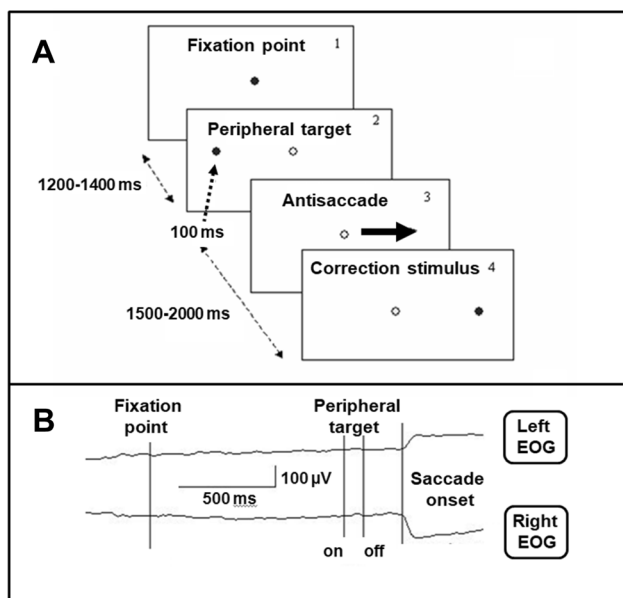 A
Fixation point 1
Peripheral target 2
1200-1400 ms
Antisaccade 3
100 ms
Correction stimulus 4
1500-2000 ms
B
Fixation
point
Peripheral
target
Left
EOG
100 µV
500 ms
Saccade
onset
Right
EOG
on off